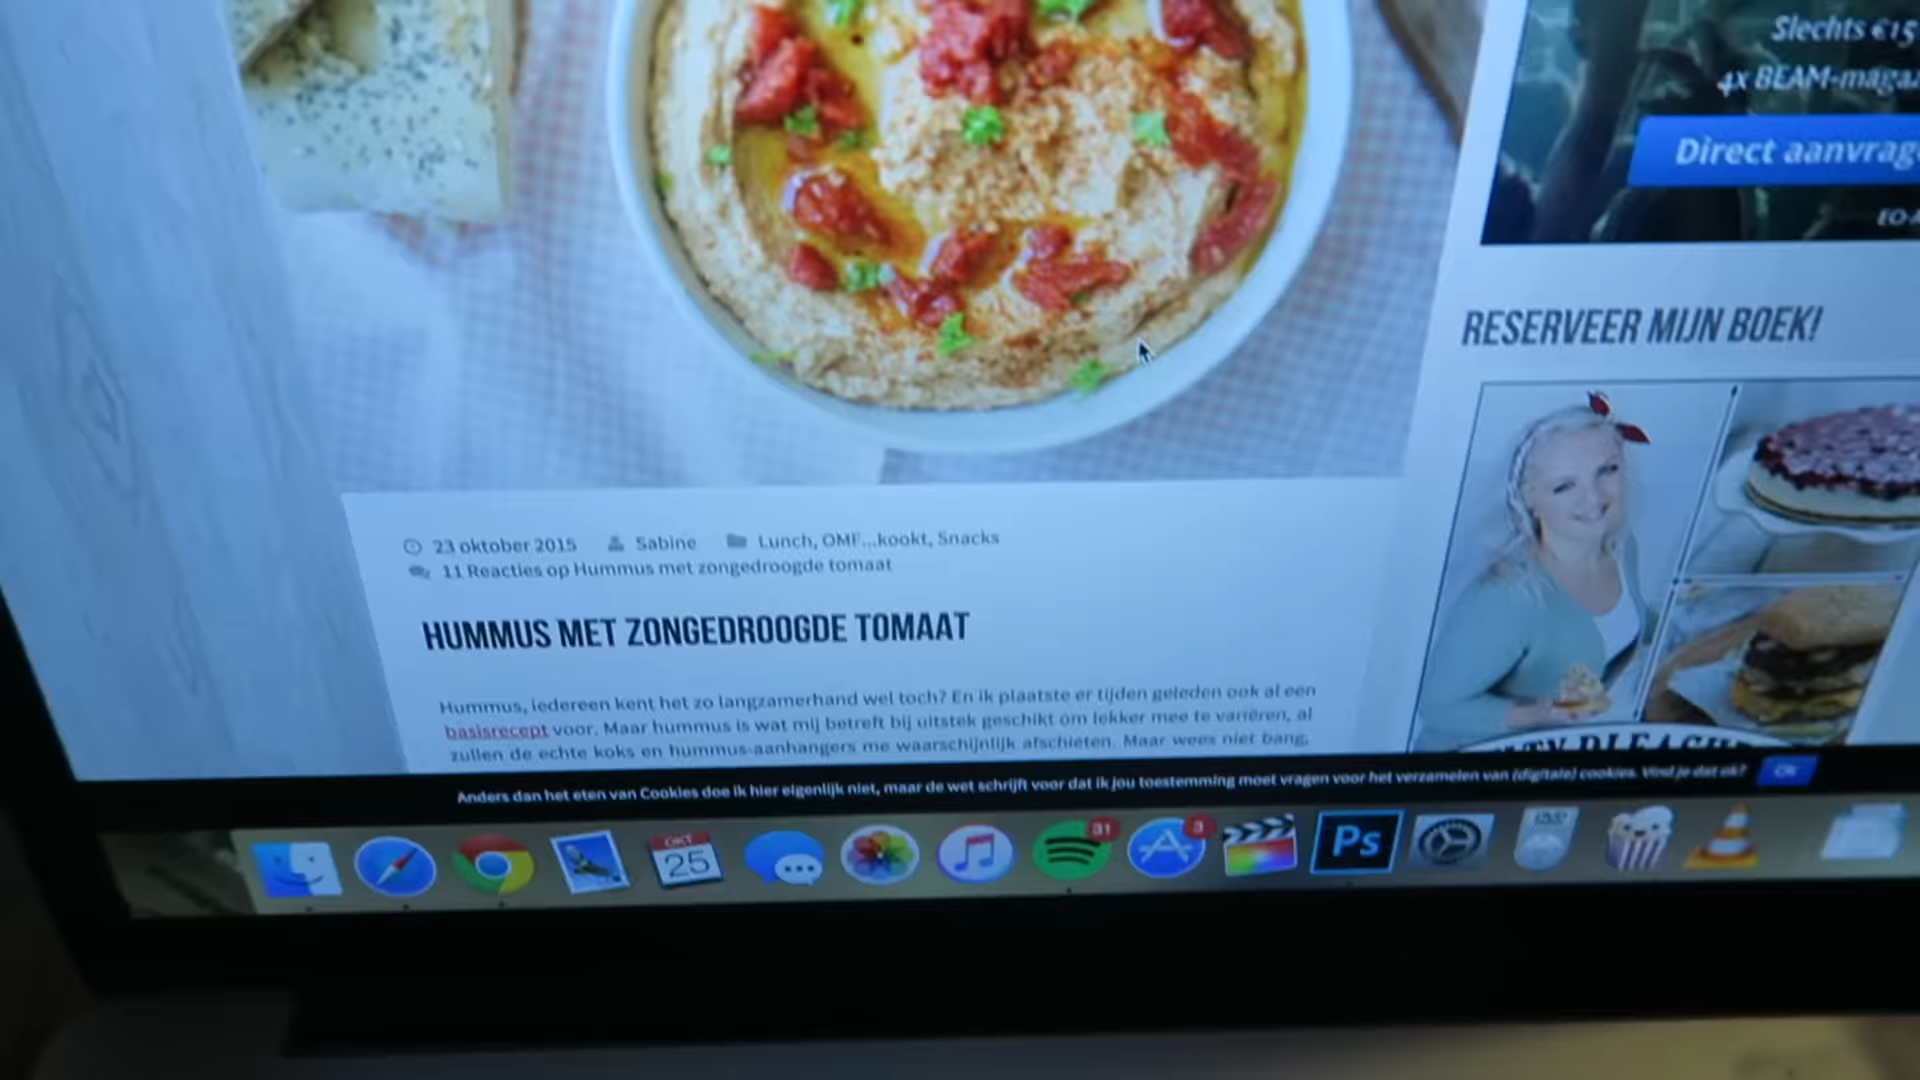 Slechts €15
4x BEAM-magaz
Direct aanvrag
EO-A
RESERVEER MIJN BOEK!
23 oktober 2015 Sabine Lunch, OMF...kookt, Snacks
11 Reacties op Hummus met zongedroogde tomaat
HUMMUS MET ZONGEDROOGDE TOMAAT
Hummus, iedereen kent het zo langzamerhand wel toch? En ik plaatste er tijden geleden ook al een
basisrecept voor. Maar hummus is wat mij betreft bij uitstek geschikt om lekker mee te variëren, al
zullen de echte koks en hummus-aanhangers me waarschijnlijk afschieten. Maar wees niet bang,
Anders dan het eten van Cookies doe ik hier eigenlijk niet, maar de wet schrijft voor dat ik jou toestemming moet vragen voor het verzamelen van (digitale) cookies. Vind je dat ok? Ok
OKT
25
31
3
Ps
DVD